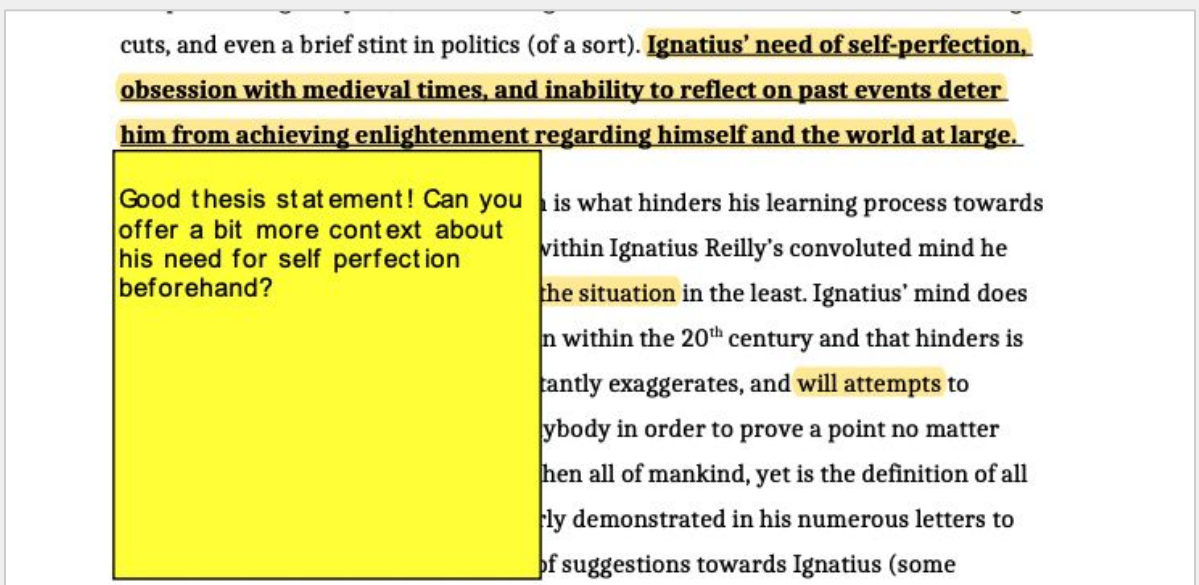 cuts, and even a brief stint in politics (of a sort). Ignatius’ need of self-perfection,
obsession with medieval times, and inability to reflect on past events deter
him from achieving enlightenment regarding himself and the world at large.
Good thesis statement! Can you
offer a bit more context about
his need for self perfection
beforehand?
is what hinders his learning process towards
within Ignatius Reilly’s convoluted mind he
the situation in the least. Ignatius’ mind does
within the 20th century and that hinders is
exaggerates, and will attempts to
in order to prove a point no matter
all of mankind, yet is the definition of all
demonstrated in his numerous letters to
of suggestions towards Ignatius (some